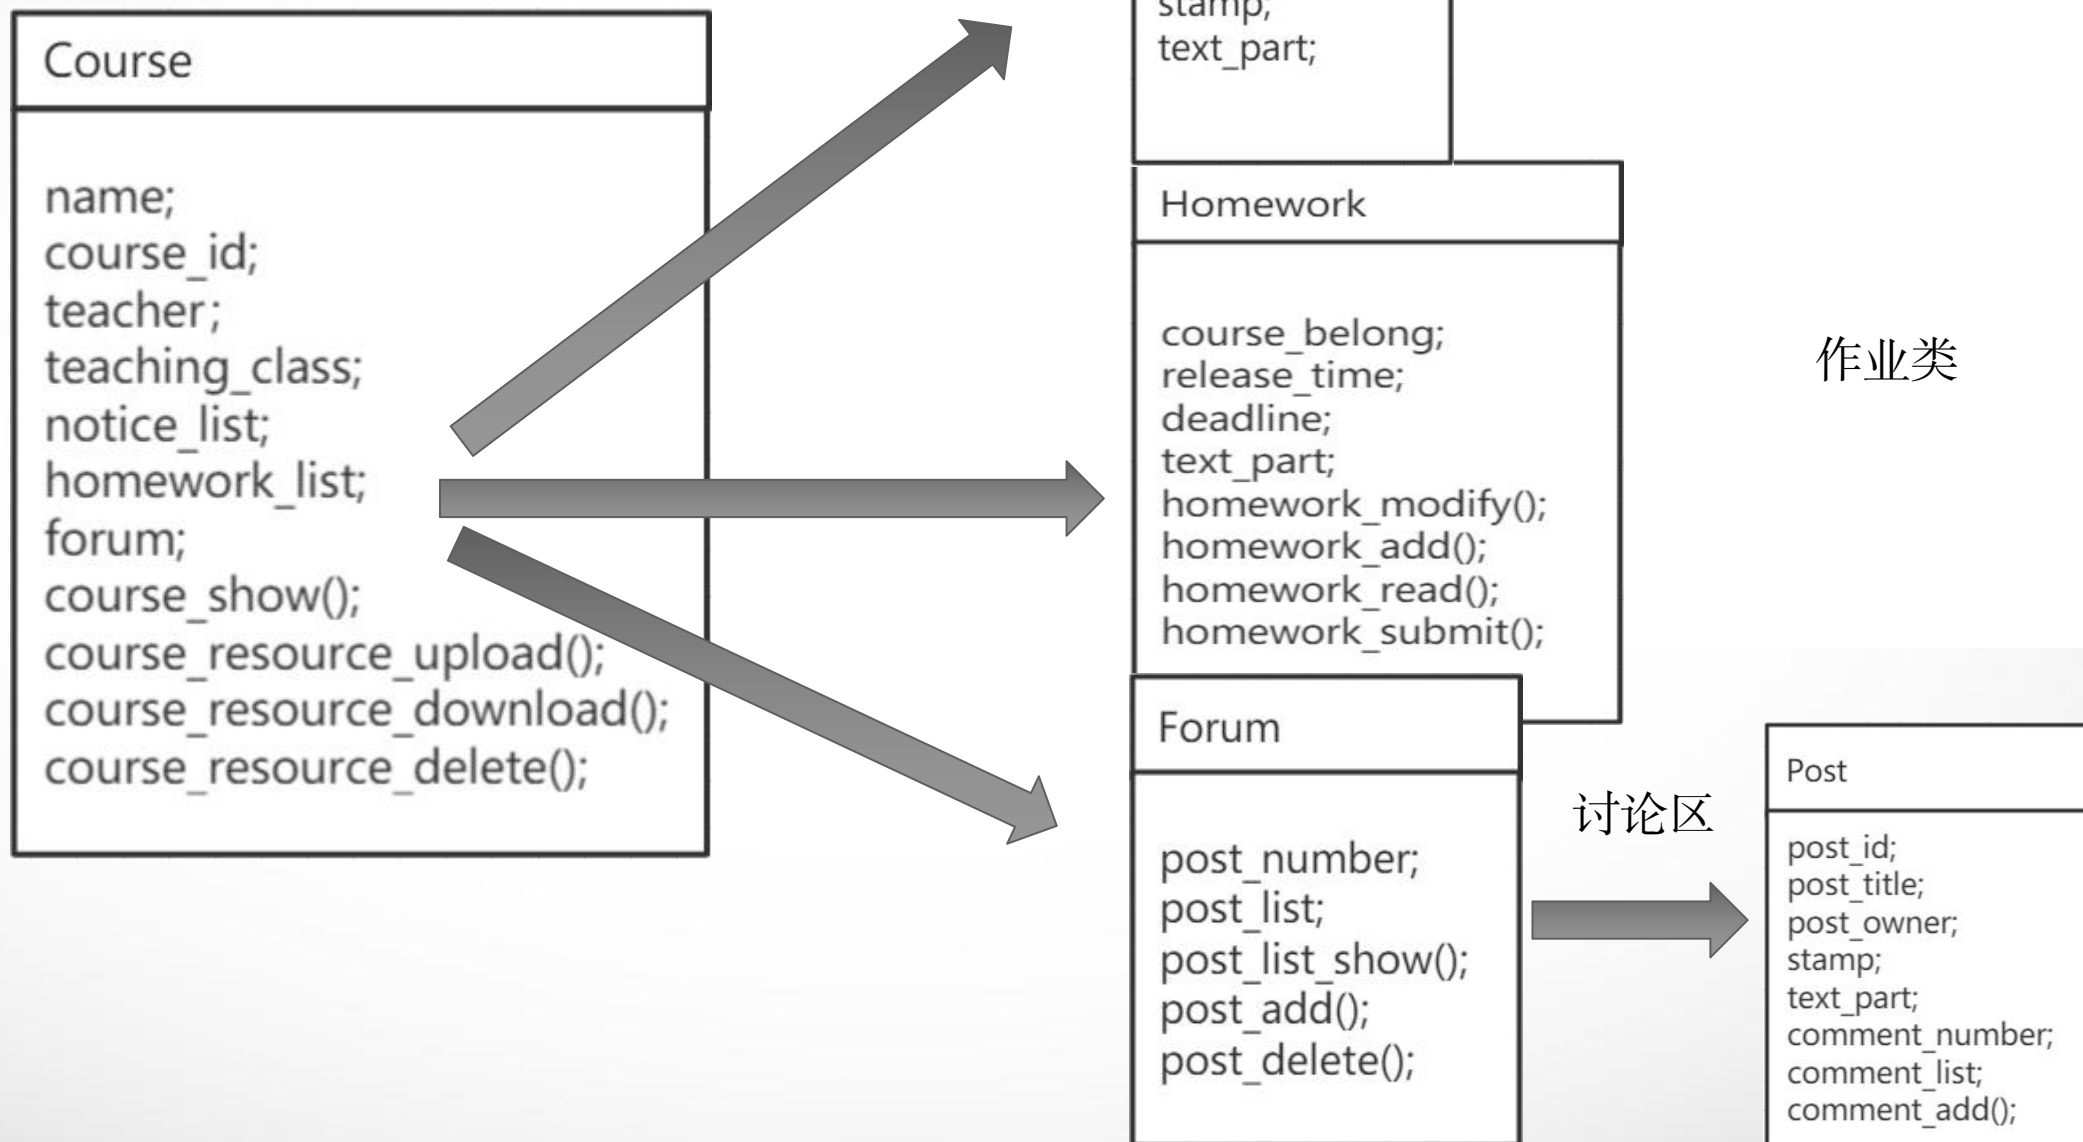 Course
name;
course_id;
teacher;
teaching_class;
notice_list;
homework_list;
forum;
course_show();
course_resource_upload();
course_resource_download();
course_resource_delete();
stamp;
text_part;
Homework
course_belong;
release_time;
deadline;
text_part;
homework_modify();
homework_add();
homework_read();
homework_submit();
作业类
Forum
post_number;
post_list;
post_list_show();
post_add();
post_delete();
讨论区
Post
post_id;
post_title;
post_owner;
stamp;
text_part;
comment_number;
comment_list;
comment_add();